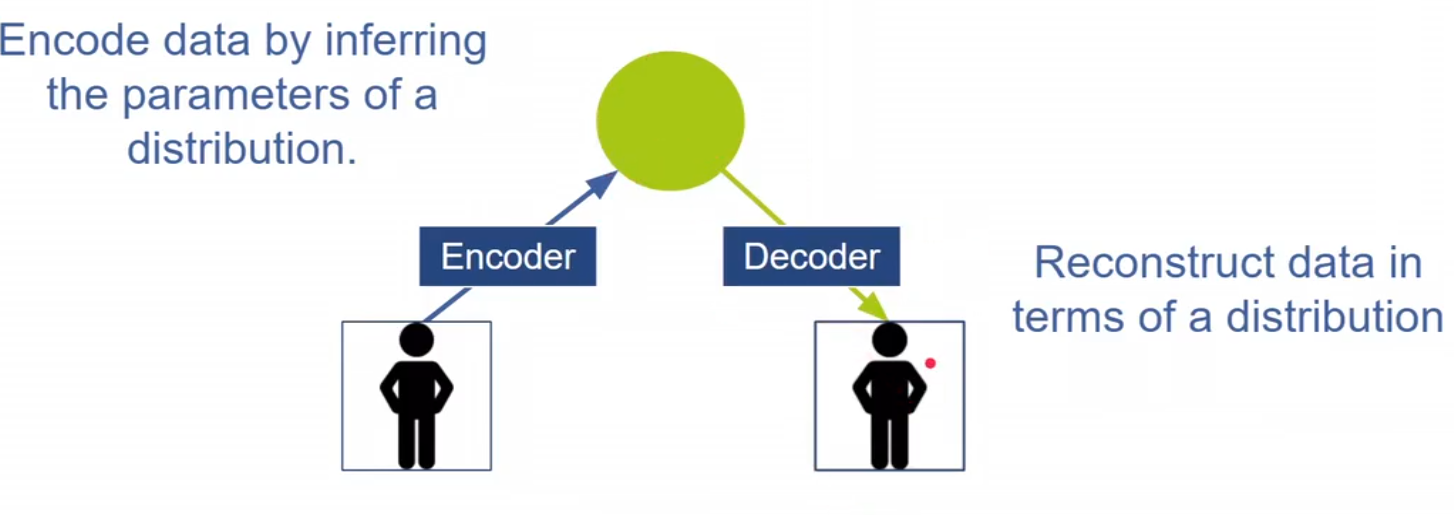 Encode data by inferring
the parameters of a
distribution.
Encoder
Decoder
Reconstruct data in
terms of a distribution